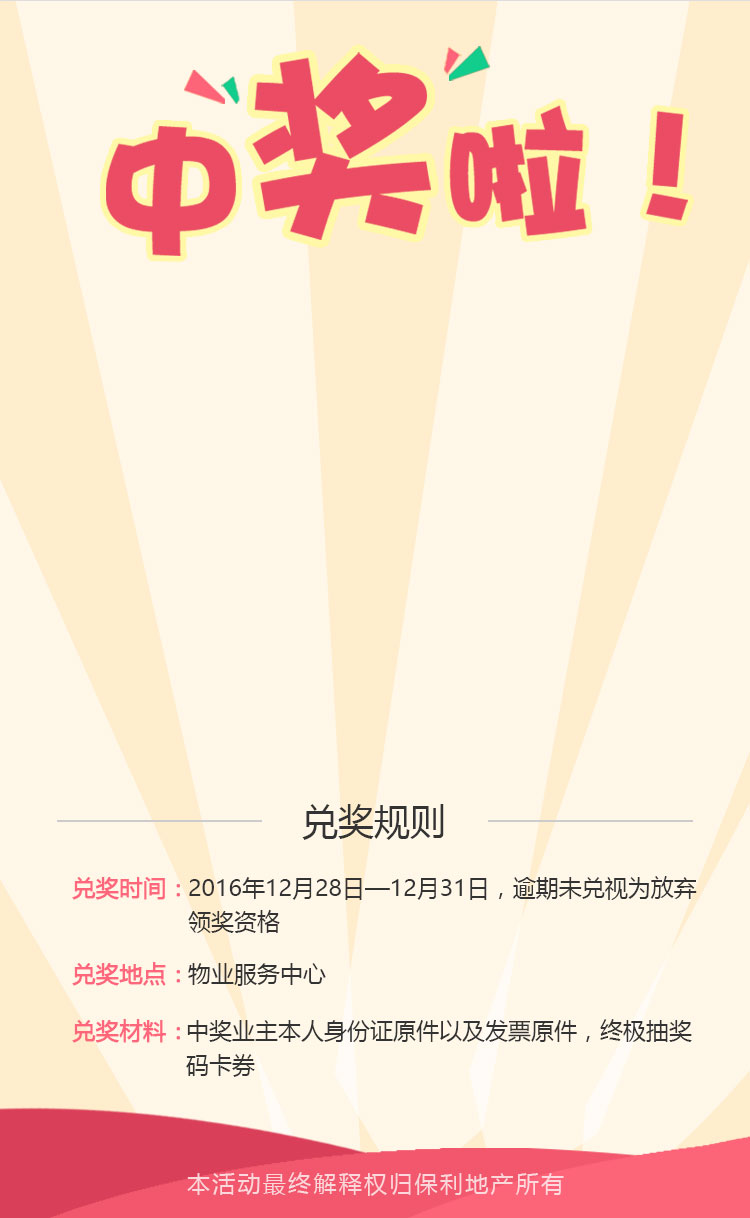 中奖啦！
兑奖规则
兑奖时间：2016年12月28日—12月31日，逾期未兑视为放弃
领奖资格
兑奖地点：物业服务中心
兑奖材料：中奖业主本人身份证原件以及发票原件，终极抽奖
码卡券
本活动最终解释权归保利地产所有